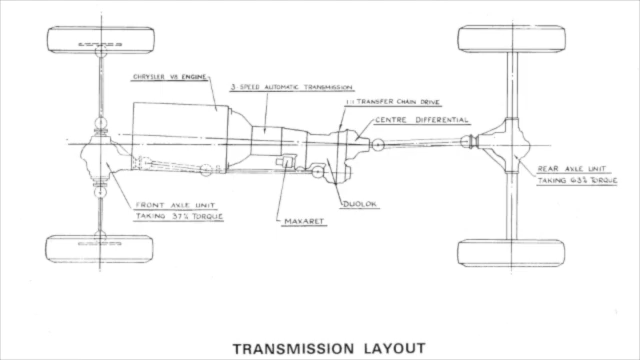 CHRYSLER V8 ENGINE
3 SPEED AUTOMATIC TRANSMISSION
1:1 TRANSFER CHAIN DRIVE
CENTRE DIFFERENTIAL
REAR AXLE UNIT
TAKING 63% TORQUE
DUOLOK
FRONT AXLE UNIT
TAKING 37% TORQUE
MAXARET
TRANSMISSION LAYOUT